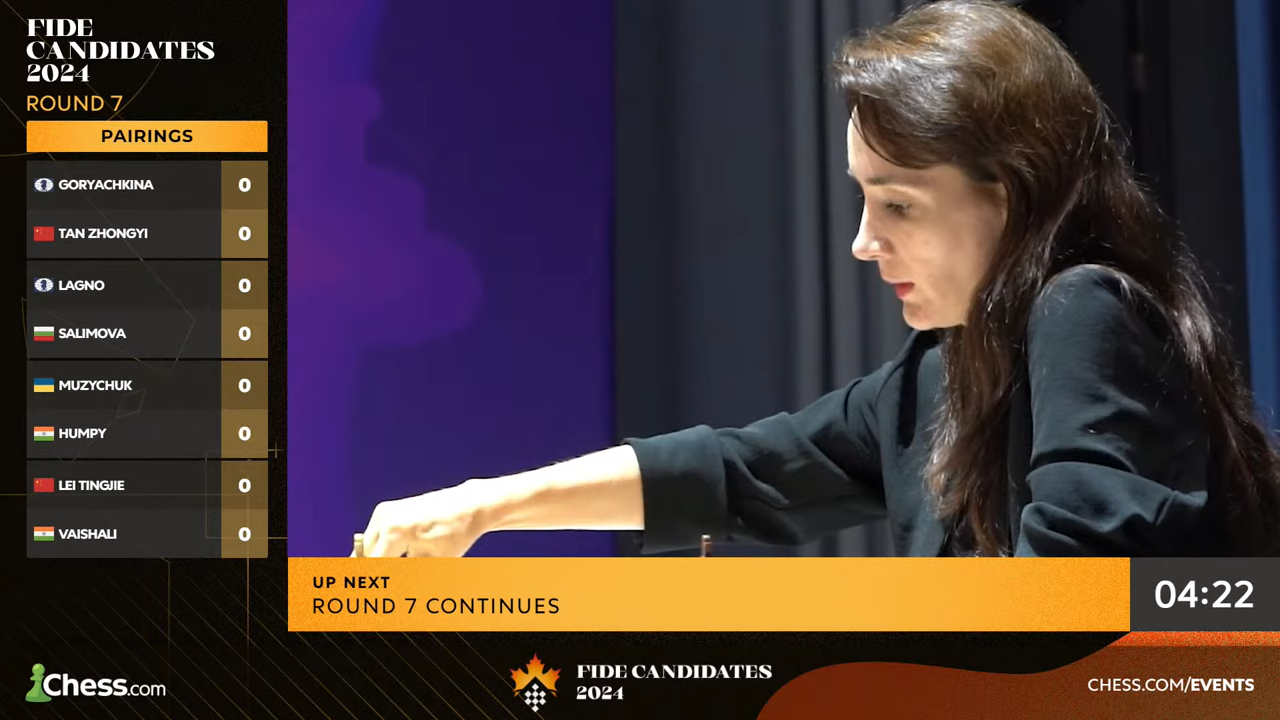 FIDE
CANDIDATES
2024
ROUND 7
PAIRINGS
GORYACHKINA 0
TAN ZHONGYI 0
LAGNO 0
SALIMOVA 0
MUZYCHUK 0
HUMPY 0
LEI TINGJIE 0
VAISHALI 0
UP NEXT
ROUND 7 CONTINUES
04:22
Chess.com
FIDE CANDIDATES
2024
CHESS.COM/EVENTS